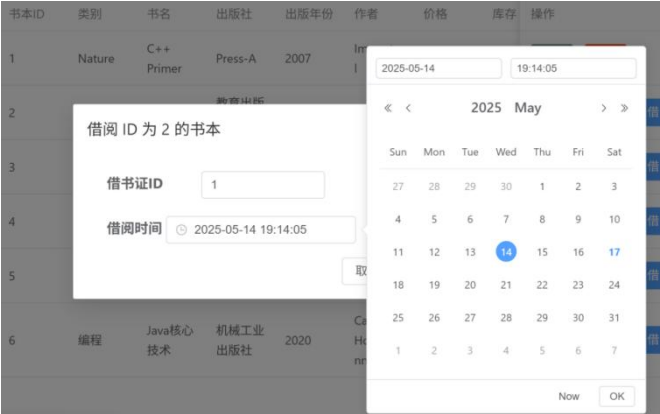 书本ID 类别 书名 出版社 出版年份 作者 价格 库存 操作
1 Nature C++ Primer Press-A 2007
2
3
4
5
6 编程 Java核心技术 机械工业出版社 2020
借阅 ID 为 2 的书本
借书证ID 1
借阅时间 2025-05-14 19:14:05
取
2025-05-14 19:14:05
« ‹ 2025 May › »
Sun Mon Tue Wed Thu Fri Sat
27 28 29 30 1 2 3
4 5 6 7 8 9 10
11 12 13 14 15 16 17
18 19 20 21 22 23 24
25 26 27 28 29 30 31
1 2 3 4 5 6 7
Now OK
借
借
借
借
借